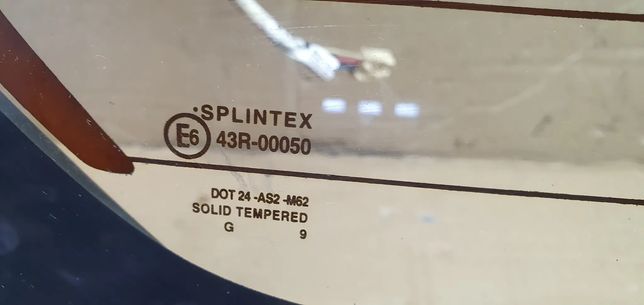 ·SPLINTEX
E6 43R-00050
DOT 24 -AS2 -M62
SOLID TEMPERED
G 9